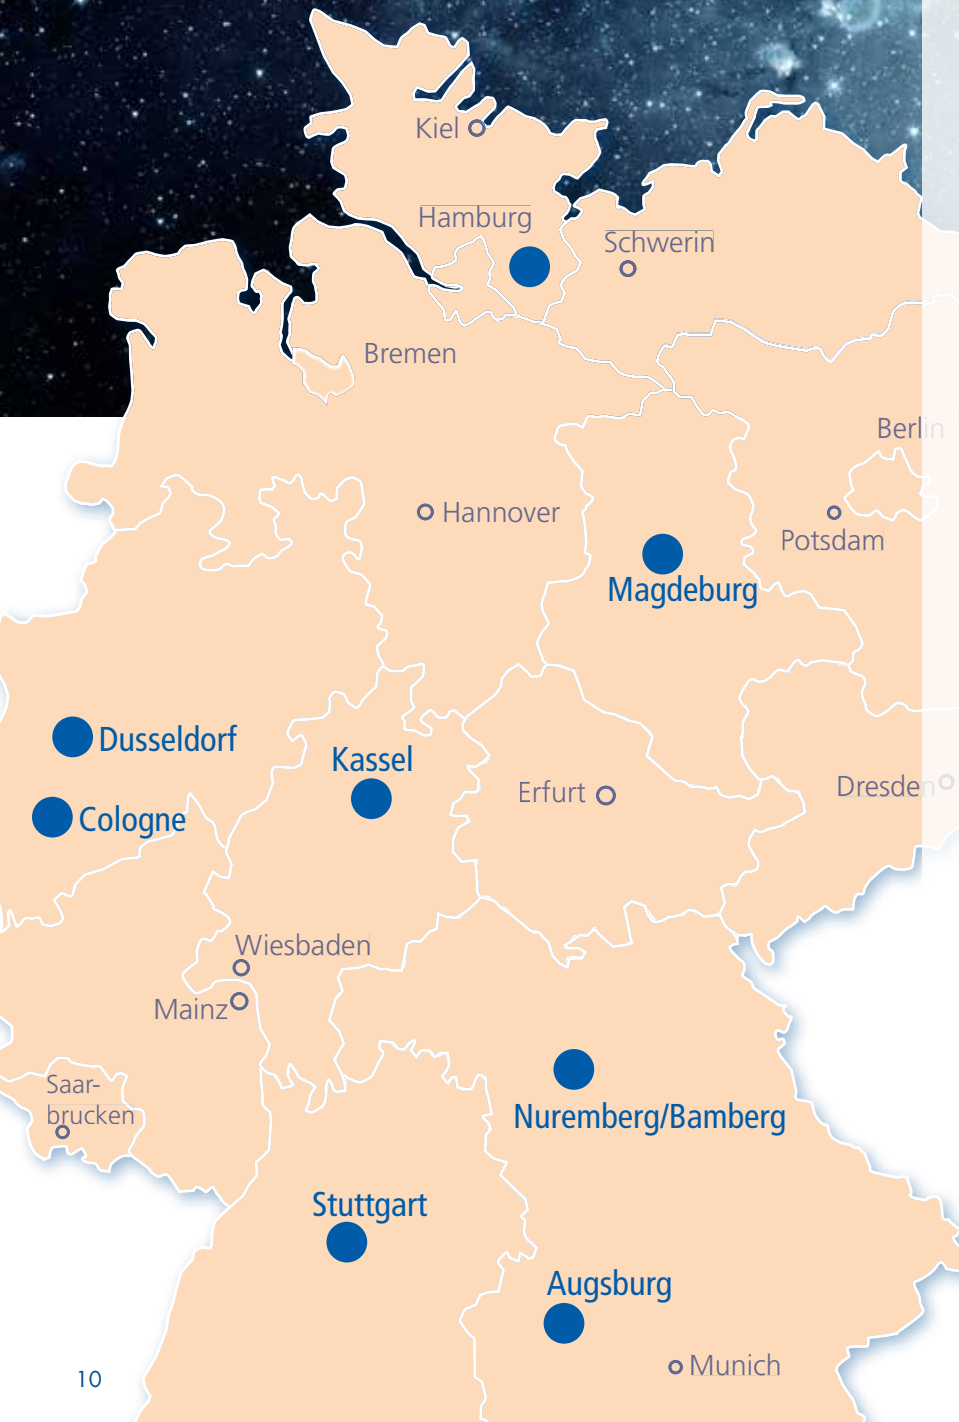 Kiel
Hamburg
Schwerin
Bremen
Berlin
Hannover
Potsdam
Magdeburg
Dusseldorf
Kassel
Erfurt
Dresden
Cologne
Wiesbaden
Mainz
Saar-
brucken
Nuremberg/Bamberg
Stuttgart
Augsburg
Munich
10